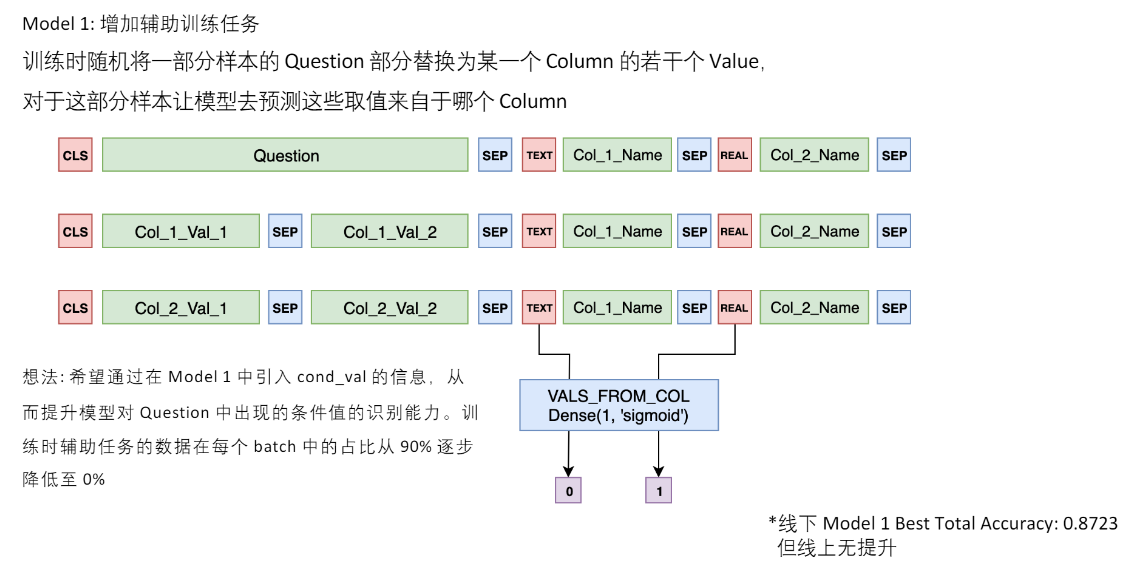 Model 1: 增加辅助训练任务
训练时随机将一部分样本的 Question 部分替换为某一个 Column 的若干个 Value，
对于这部分样本让模型去预测这些取值来自于哪个 Column
CLS Question SEP TEXT Col_1_Name SEP REAL Col_2_Name SEP
CLS Col_1_Val_1 SEP Col_1_Val_2 SEP TEXT Col_1_Name SEP REAL Col_2_Name SEP
CLS Col_2_Val_1 SEP Col_2_Val_2 SEP TEXT Col_1_Name SEP REAL Col_2_Name SEP
想法: 希望通过在 Model 1 中引入 cond_val 的信息，从
而提升模型对 Question 中出现的条件值的识别能力。训
练时辅助任务的数据在每个 batch 中的占比从 90% 逐步
降低至 0%
VALS_FROM_COL
Dense(1, 'sigmoid')
0 1
*线下 Model 1 Best Total Accuracy: 0.8723
但线上无提升